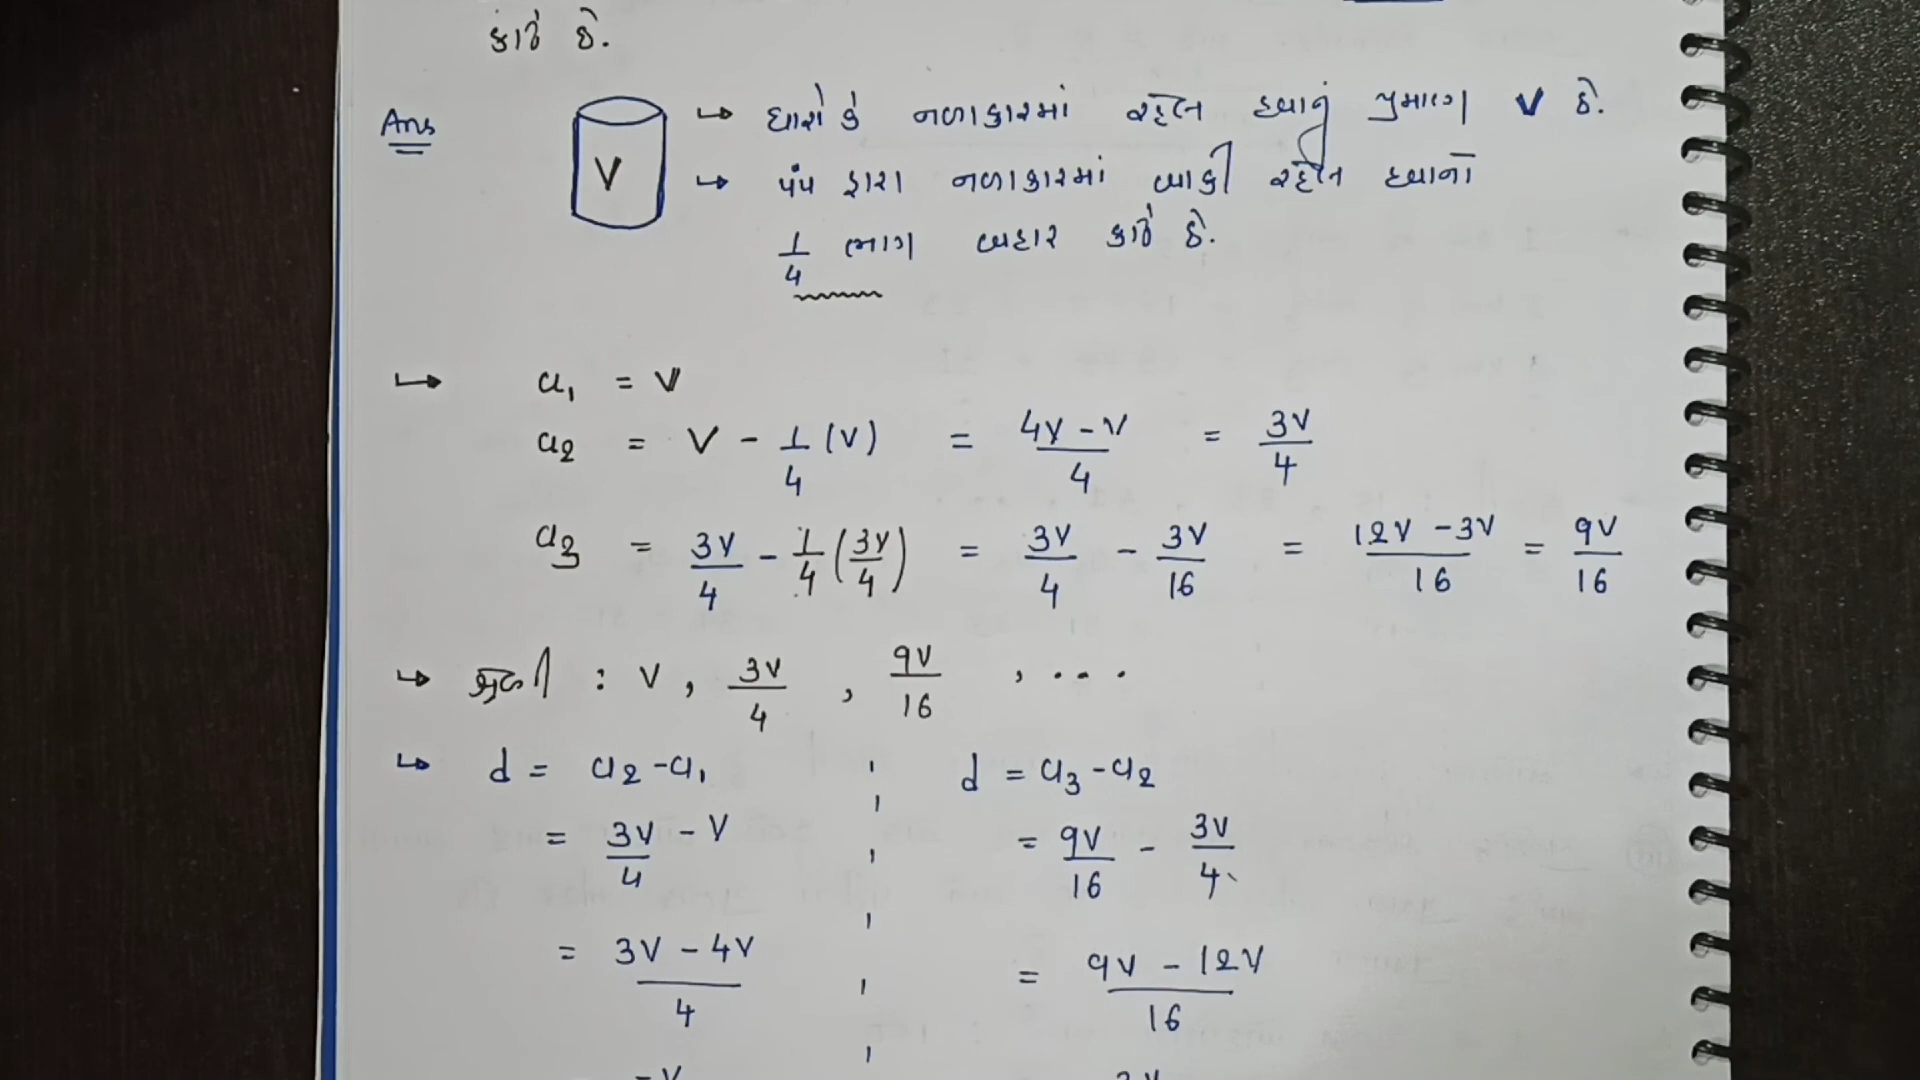 કાઢે છે.
Ans
V
↳ ધારો કે નળાકારમાં રહેલ હવાનું પ્રમાણ V છે.
↳ પંપ દ્વારા નળાકારમાં બાકી રહેલ હવાનો
1/4 ભાગ બહાર કાઢે છે.
↳ a₁ = V
a₂ = V - 1/4 (V) = (4V - V)/4 = 3V/4
a₃ = 3V/4 - 1/4 (3V/4) = 3V/4 - 3V/16 = (12V - 3V)/16 = 9V/16
↳ શ્રેણી : V, 3V/4, 9V/16, ....
↳ d = a₂ - a₁
= 3V/4 - V
= (3V - 4V)/4
d = a₃ - a₂
= 9V/16 - 3V/4
= (9V - 12V)/16